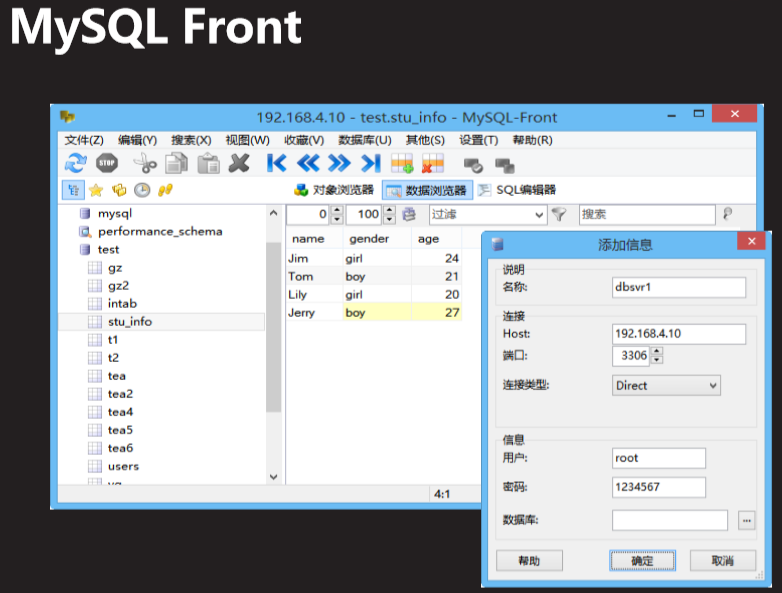 MySQL Front
192.168.4.10 - test.stu_info - MySQL-Front
文件(Z) 编辑(Y) 搜索(X) 视图(W) 收藏(V) 数据库(U) 其他(S) 设置(T) 帮助(R)
STOP
对象浏览器 数据浏览器 SQL编辑器
0 100 过滤 搜索
mysql
performance_schema
test
gz
gz2
intab
stu_info
t1
t2
tea
tea2
tea4
tea5
tea6
users
name gender age
Jim girl 24
Tom boy 21
Lily girl 20
Jerry boy 27
4:1
添加信息
说明
名称: dbsvr1
连接
Host: 192.168.4.10
端口: 3306
连接类型: Direct
信息
用户: root
密码: 1234567
数据库: ...
帮助 确定 取消